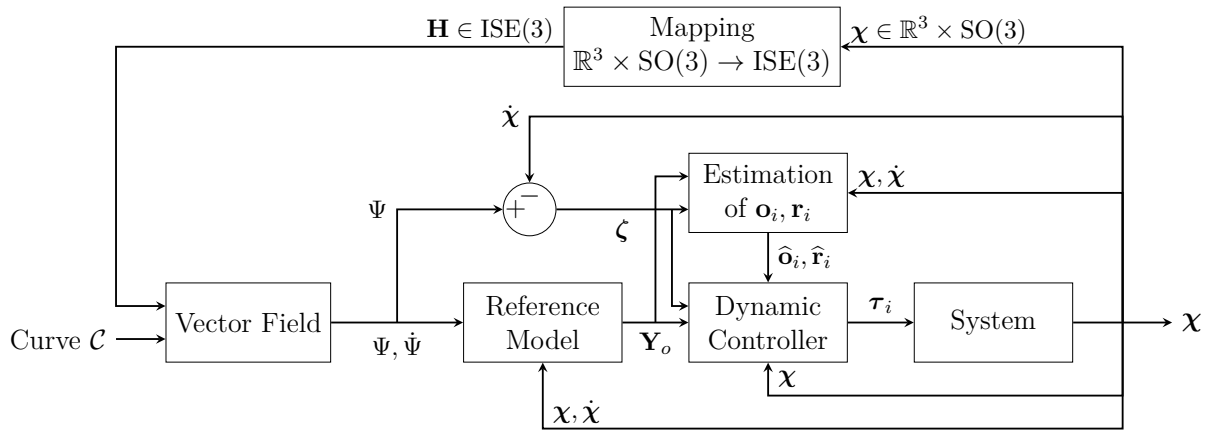 𝐇 ∈ ISE(3)
Mapping
ℝ³ × SO(3) → ISE(3)
𝝌 ∈ ℝ³ × SO(3)
𝝌̇
Estimation
of 𝐨ᵢ, 𝐫ᵢ
𝝌, 𝝌̇
Ψ
+
−
𝜻
𝐨̂ᵢ, 𝐫̂ᵢ
Curve 𝒞
Vector Field
Ψ, Ψ̇
Reference
Model
𝐘ₒ
Dynamic
Controller
𝝉ᵢ
System
𝝌
𝝌
𝝌, 𝝌̇